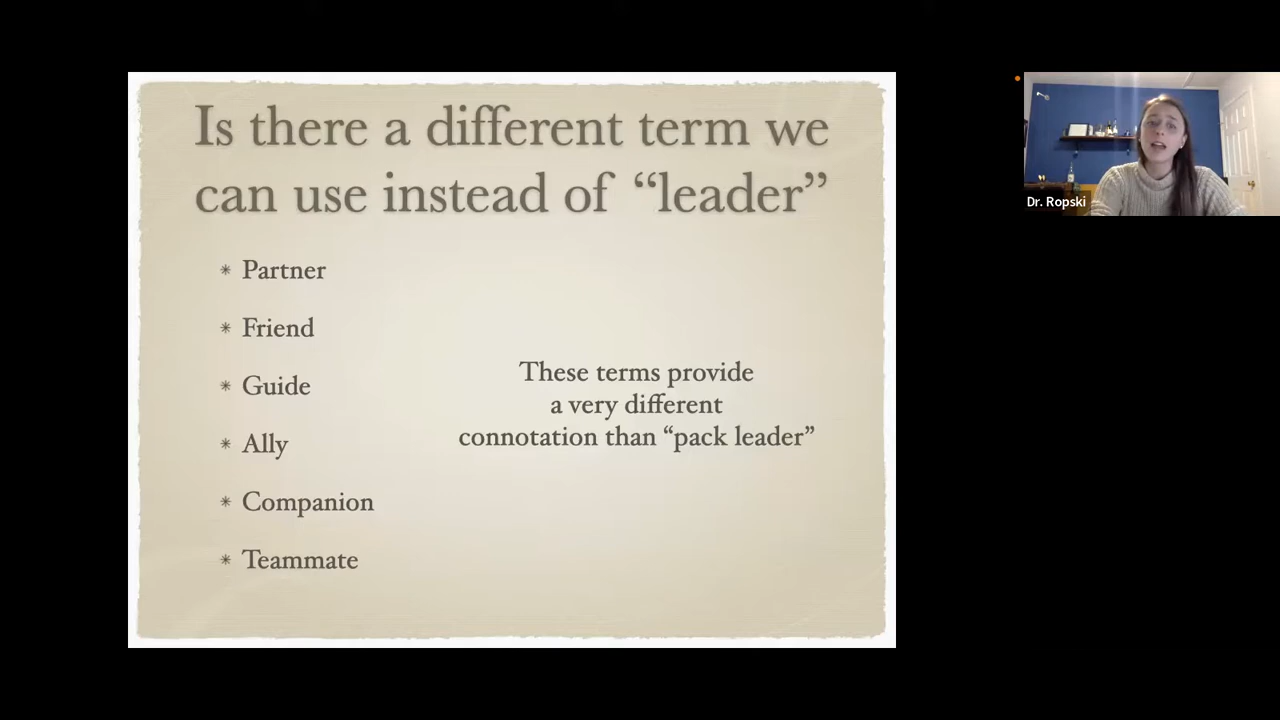 Is there a different term we
can use instead of “leader”
* Partner
* Friend
* Guide
* Ally
* Companion
* Teammate
These terms provide
a very different
connotation than “pack leader”
Dr. Ropski